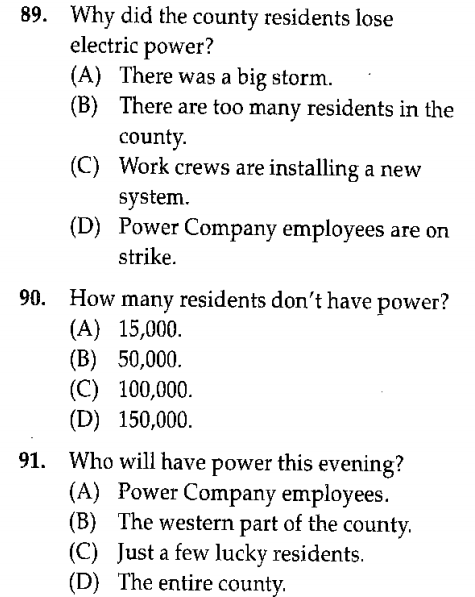 89. Why did the county residents lose
electric power?
(A) There was a big storm.
(B) There are too many residents in the
county.
(C) Work crews are installing a new
system.
(D) Power Company employees are on
strike.
90. How many residents don't have power?
(A) 15,000.
(B) 50,000.
(C) 100,000.
(D) 150,000.
91. Who will have power this evening?
(A) Power Company employees.
(B) The western part of the county.
(C) Just a few lucky residents.
(D) The entire county.